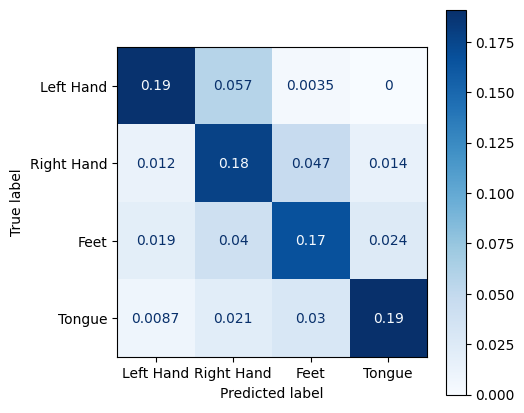 True label
Left Hand 0.19 0.057 0.0035 0
Right Hand 0.012 0.18 0.047 0.014
Feet 0.019 0.04 0.17 0.024
Tongue 0.0087 0.021 0.03 0.19
Left Hand Right Hand Feet Tongue
Predicted label
0.175
0.150
0.125
0.100
0.075
0.050
0.025
0.000